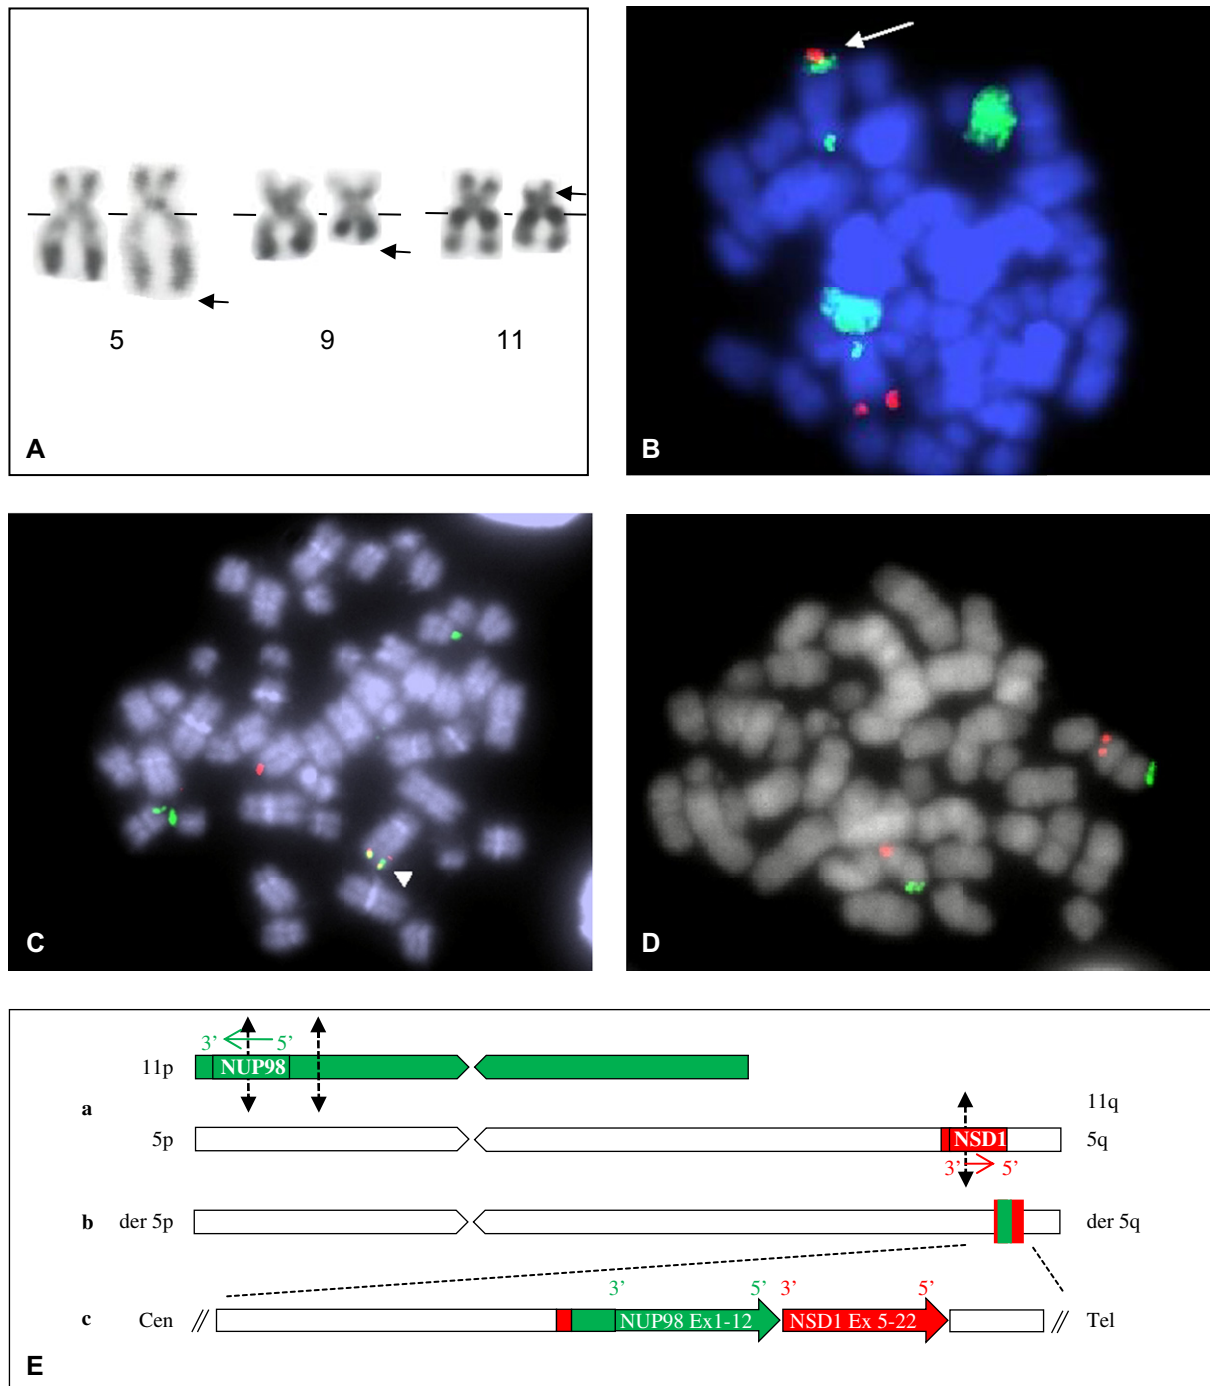 5
9
11
A
B
C
D
3’ 5’
11p NUP98
a
11q
5p NSD1 5q
3’ 5’
b der 5p der 5q
3’ 5’ 3’ 5’
c Cen // NUP98 Ex1-12 NSD1 Ex 5-22 // Tel
E